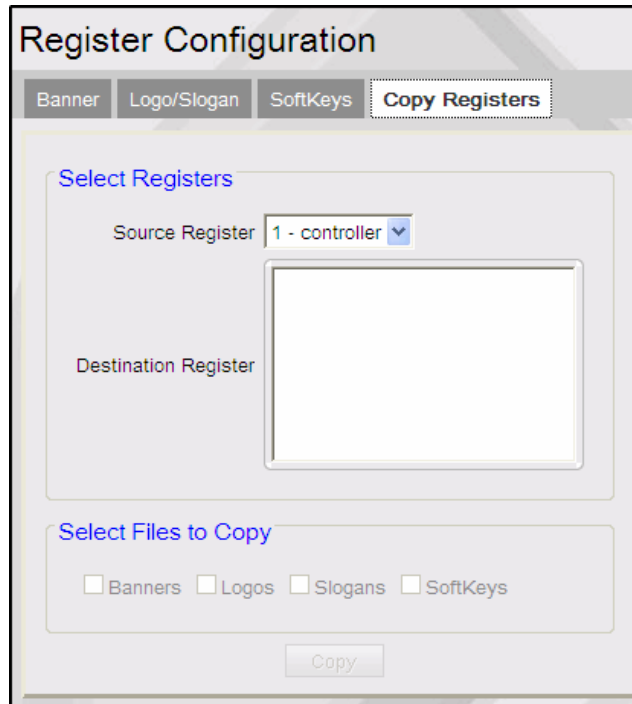 Register Configuration
Banner Logo/Slogan SoftKeys Copy Registers
Select Registers
Source Register 1 - controller
Destination Register
Select Files to Copy
Banners Logos Slogans SoftKeys
Copy